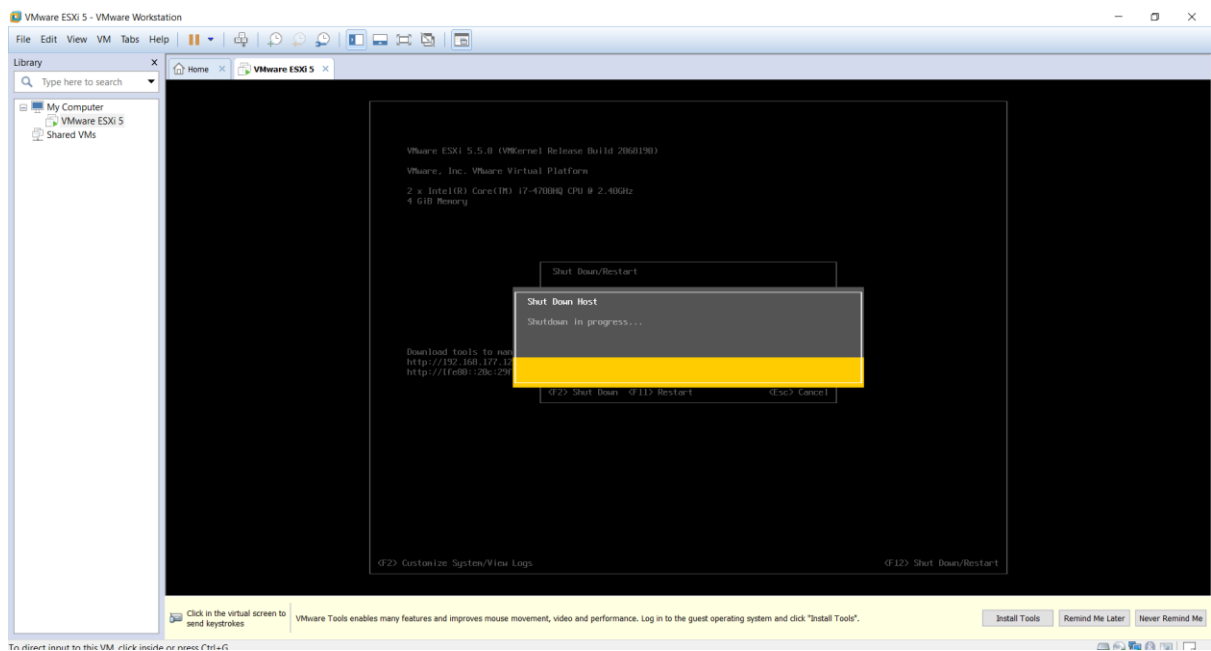 VMware ESXi 5 - VMware Workstation
File Edit View VM Tabs Help
Library X
Home × VMware ESXi 5 ×
Type here to search
My Computer
VMware ESXi 5
Shared VMs
VMware ESXi 5.5.0 (VMKernel Release Build 2068190)
VMware, Inc. VMware Virtual Platform
2 x Intel(R) Core(TM) i7-4700HQ CPU @ 2.40GHz
4 GiB Memory
Shut Down/Restart
Shut Down Host
Shutdown in progress...
Download tools to
http://192.168.177.12
http://[fe80::20c:29f
<F2> Shut Down <F11> Restart <Esc> Cancel
<F2> Customize System/View Logs <F12> Shut Down/Restart
Click in the virtual screen to
send keystrokes
VMware Tools enables many features and improves mouse movement, video and performance. Log in to the guest operating system and click "Install Tools".
Install Tools Remind Me Later Never Remind Me
To direct input to this VM, click inside or press Ctrl+G.